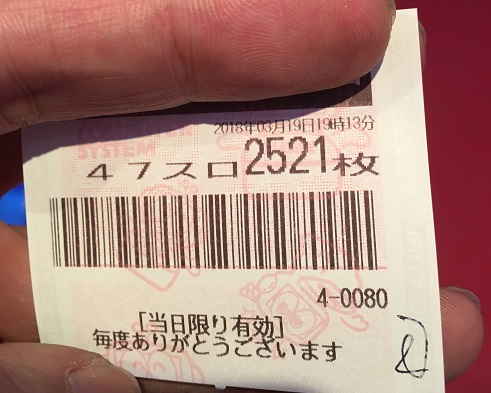 2018年03月19日19時13分
COMPUTER
SYSTEM
47スロ2521枚
4-0080
[当日限り有効]
毎度ありがとうございます